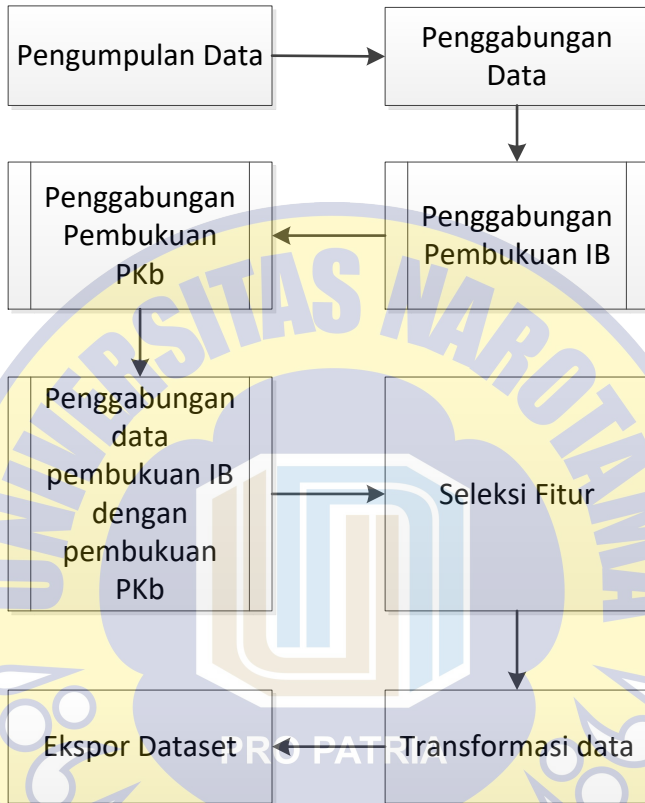 Pengumpulan Data
Penggabungan
Data
Penggabungan
Pembukuan IB
Penggabungan
Pembukuan
PKb
Penggabungan
data
pembukuan IB
dengan
pembukuan
PKb
Seleksi Fitur
Transformasi data
Ekspor Dataset
UNIVERSITAS NAROTAMA
PRO PATRIA